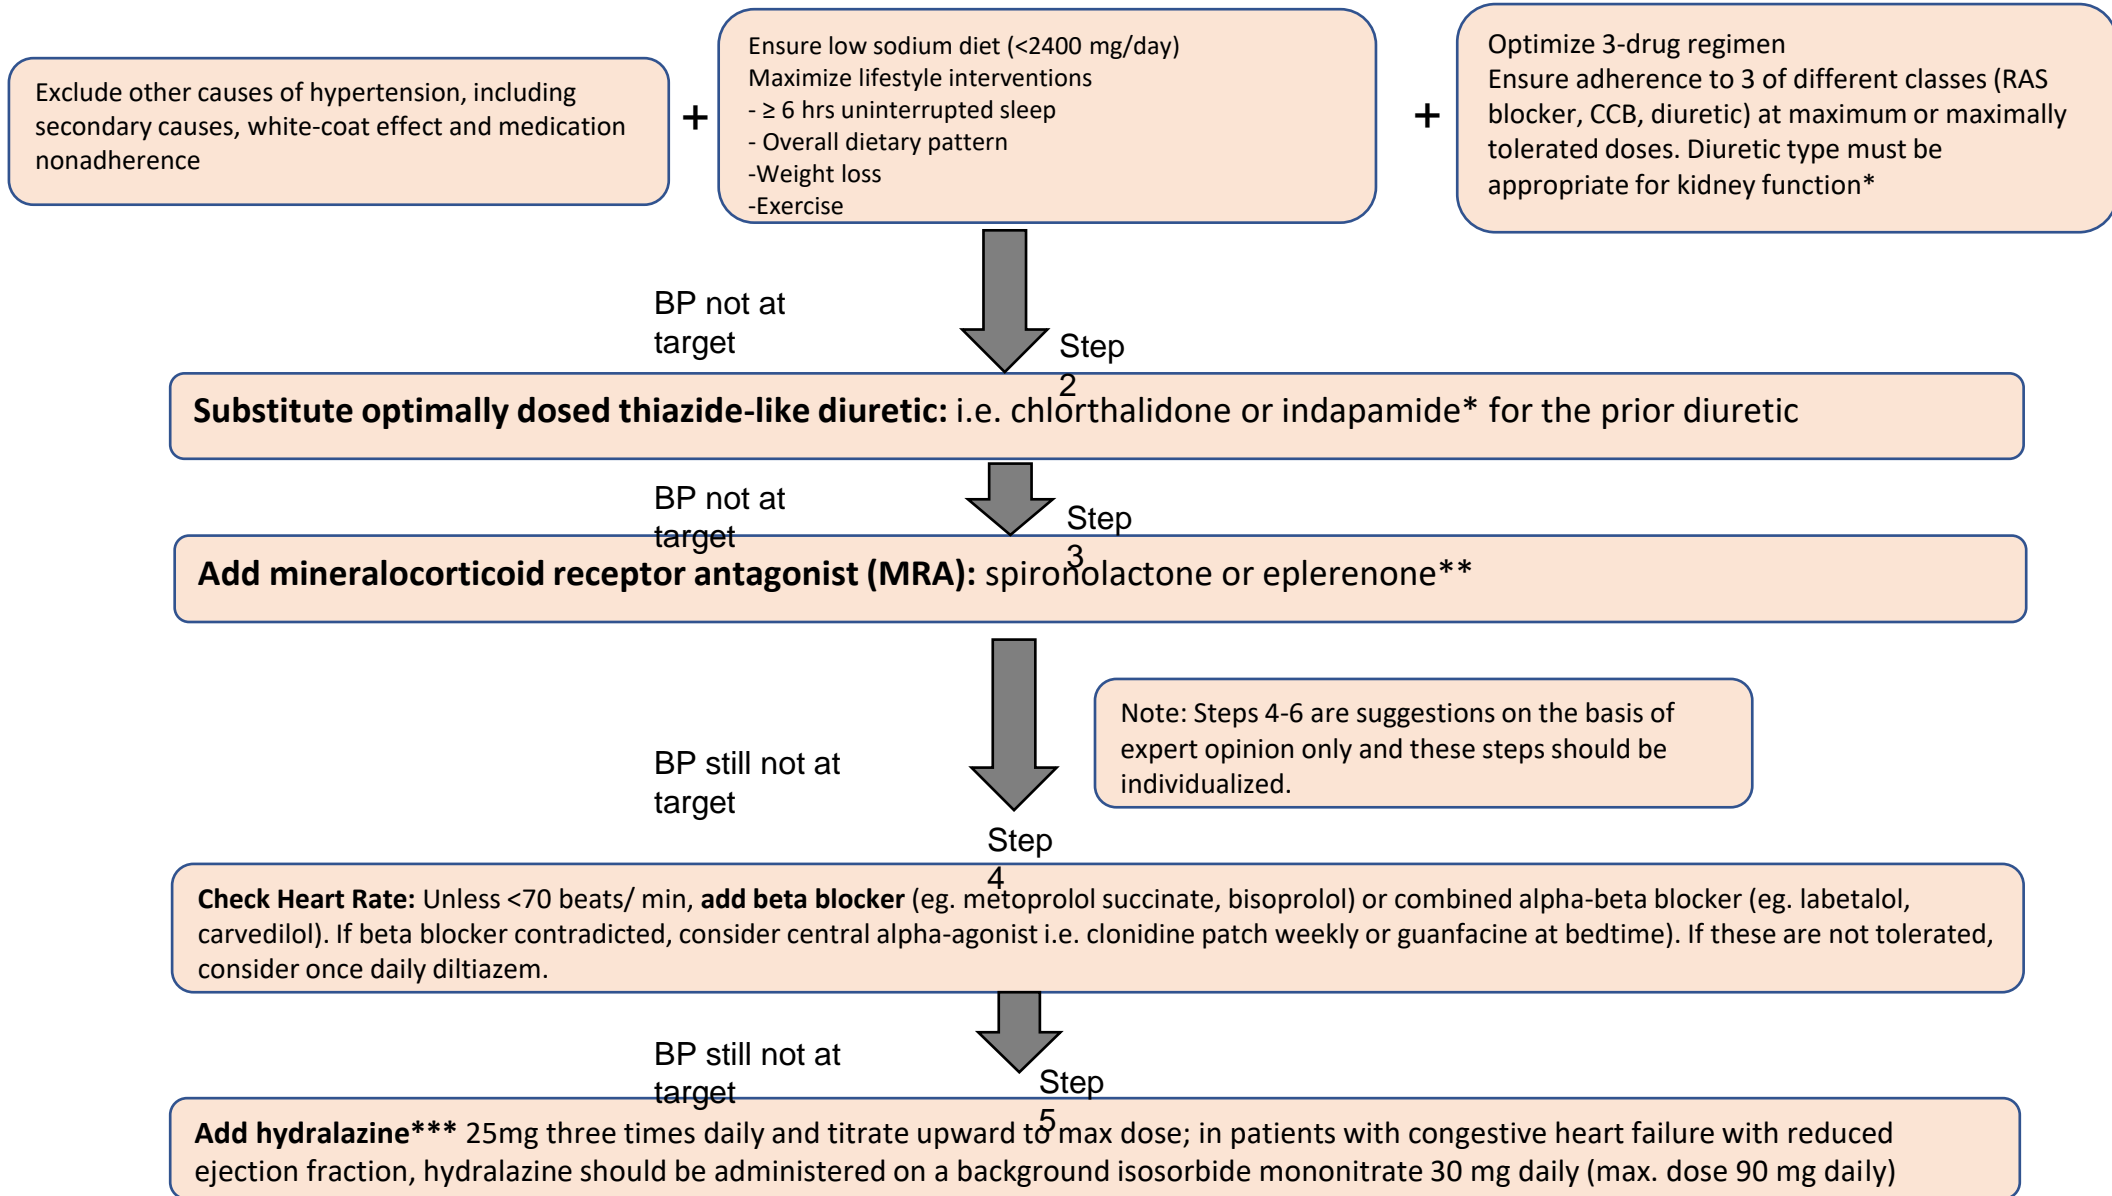 Exclude other causes of hypertension, including
secondary causes, white-coat effect and medication
nonadherence
+
Ensure low sodium diet (<2400 mg/day)
Maximize lifestyle interventions
- ≥ 6 hrs uninterrupted sleep
- Overall dietary pattern
-Weight loss
-Exercise
+
Optimize 3-drug regimen
Ensure adherence to 3 of different classes (RAS
blocker, CCB, diuretic) at maximum or maximally
tolerated doses. Diuretic type must be
appropriate for kidney function*
BP not at
target
Step
2
Substitute optimally dosed thiazide-like diuretic: i.e. chlorthalidone or indapamide* for the prior diuretic
BP not at
target
Step
3
Add mineralocorticoid receptor antagonist (MRA): spironolactone or eplerenone**
Note: Steps 4-6 are suggestions on the basis of
expert opinion only and these steps should be
individualized.
BP still not at
target
Step
4
Check Heart Rate: Unless <70 beats/ min, add beta blocker (eg. metoprolol succinate, bisoprolol) or combined alpha-beta blocker (eg. labetalol,
carvedilol). If beta blocker contradicted, consider central alpha-agonist i.e. clonidine patch weekly or guanfacine at bedtime). If these are not tolerated,
consider once daily diltiazem.
BP still not at
target
Step
5
Add hydralazine*** 25mg three times daily and titrate upward to max dose; in patients with congestive heart failure with reduced
ejection fraction, hydralazine should be administered on a background isosorbide mononitrate 30 mg daily (max. dose 90 mg daily)